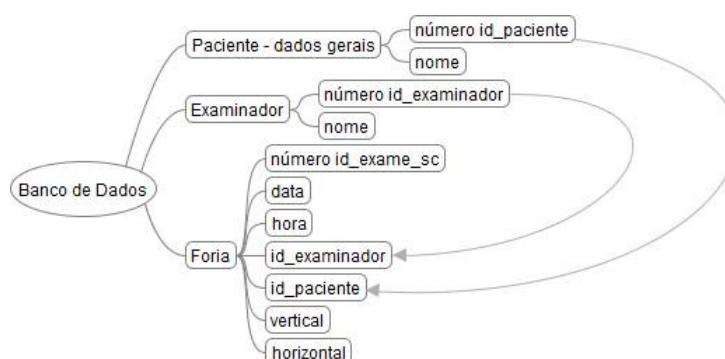 Paciente - dados gerais
número id_paciente
nome
Examinador
número id_examinador
nome
Banco de Dados
Foria
número id_exame_sc
data
hora
id_examinador
id_paciente
vertical
horizontal